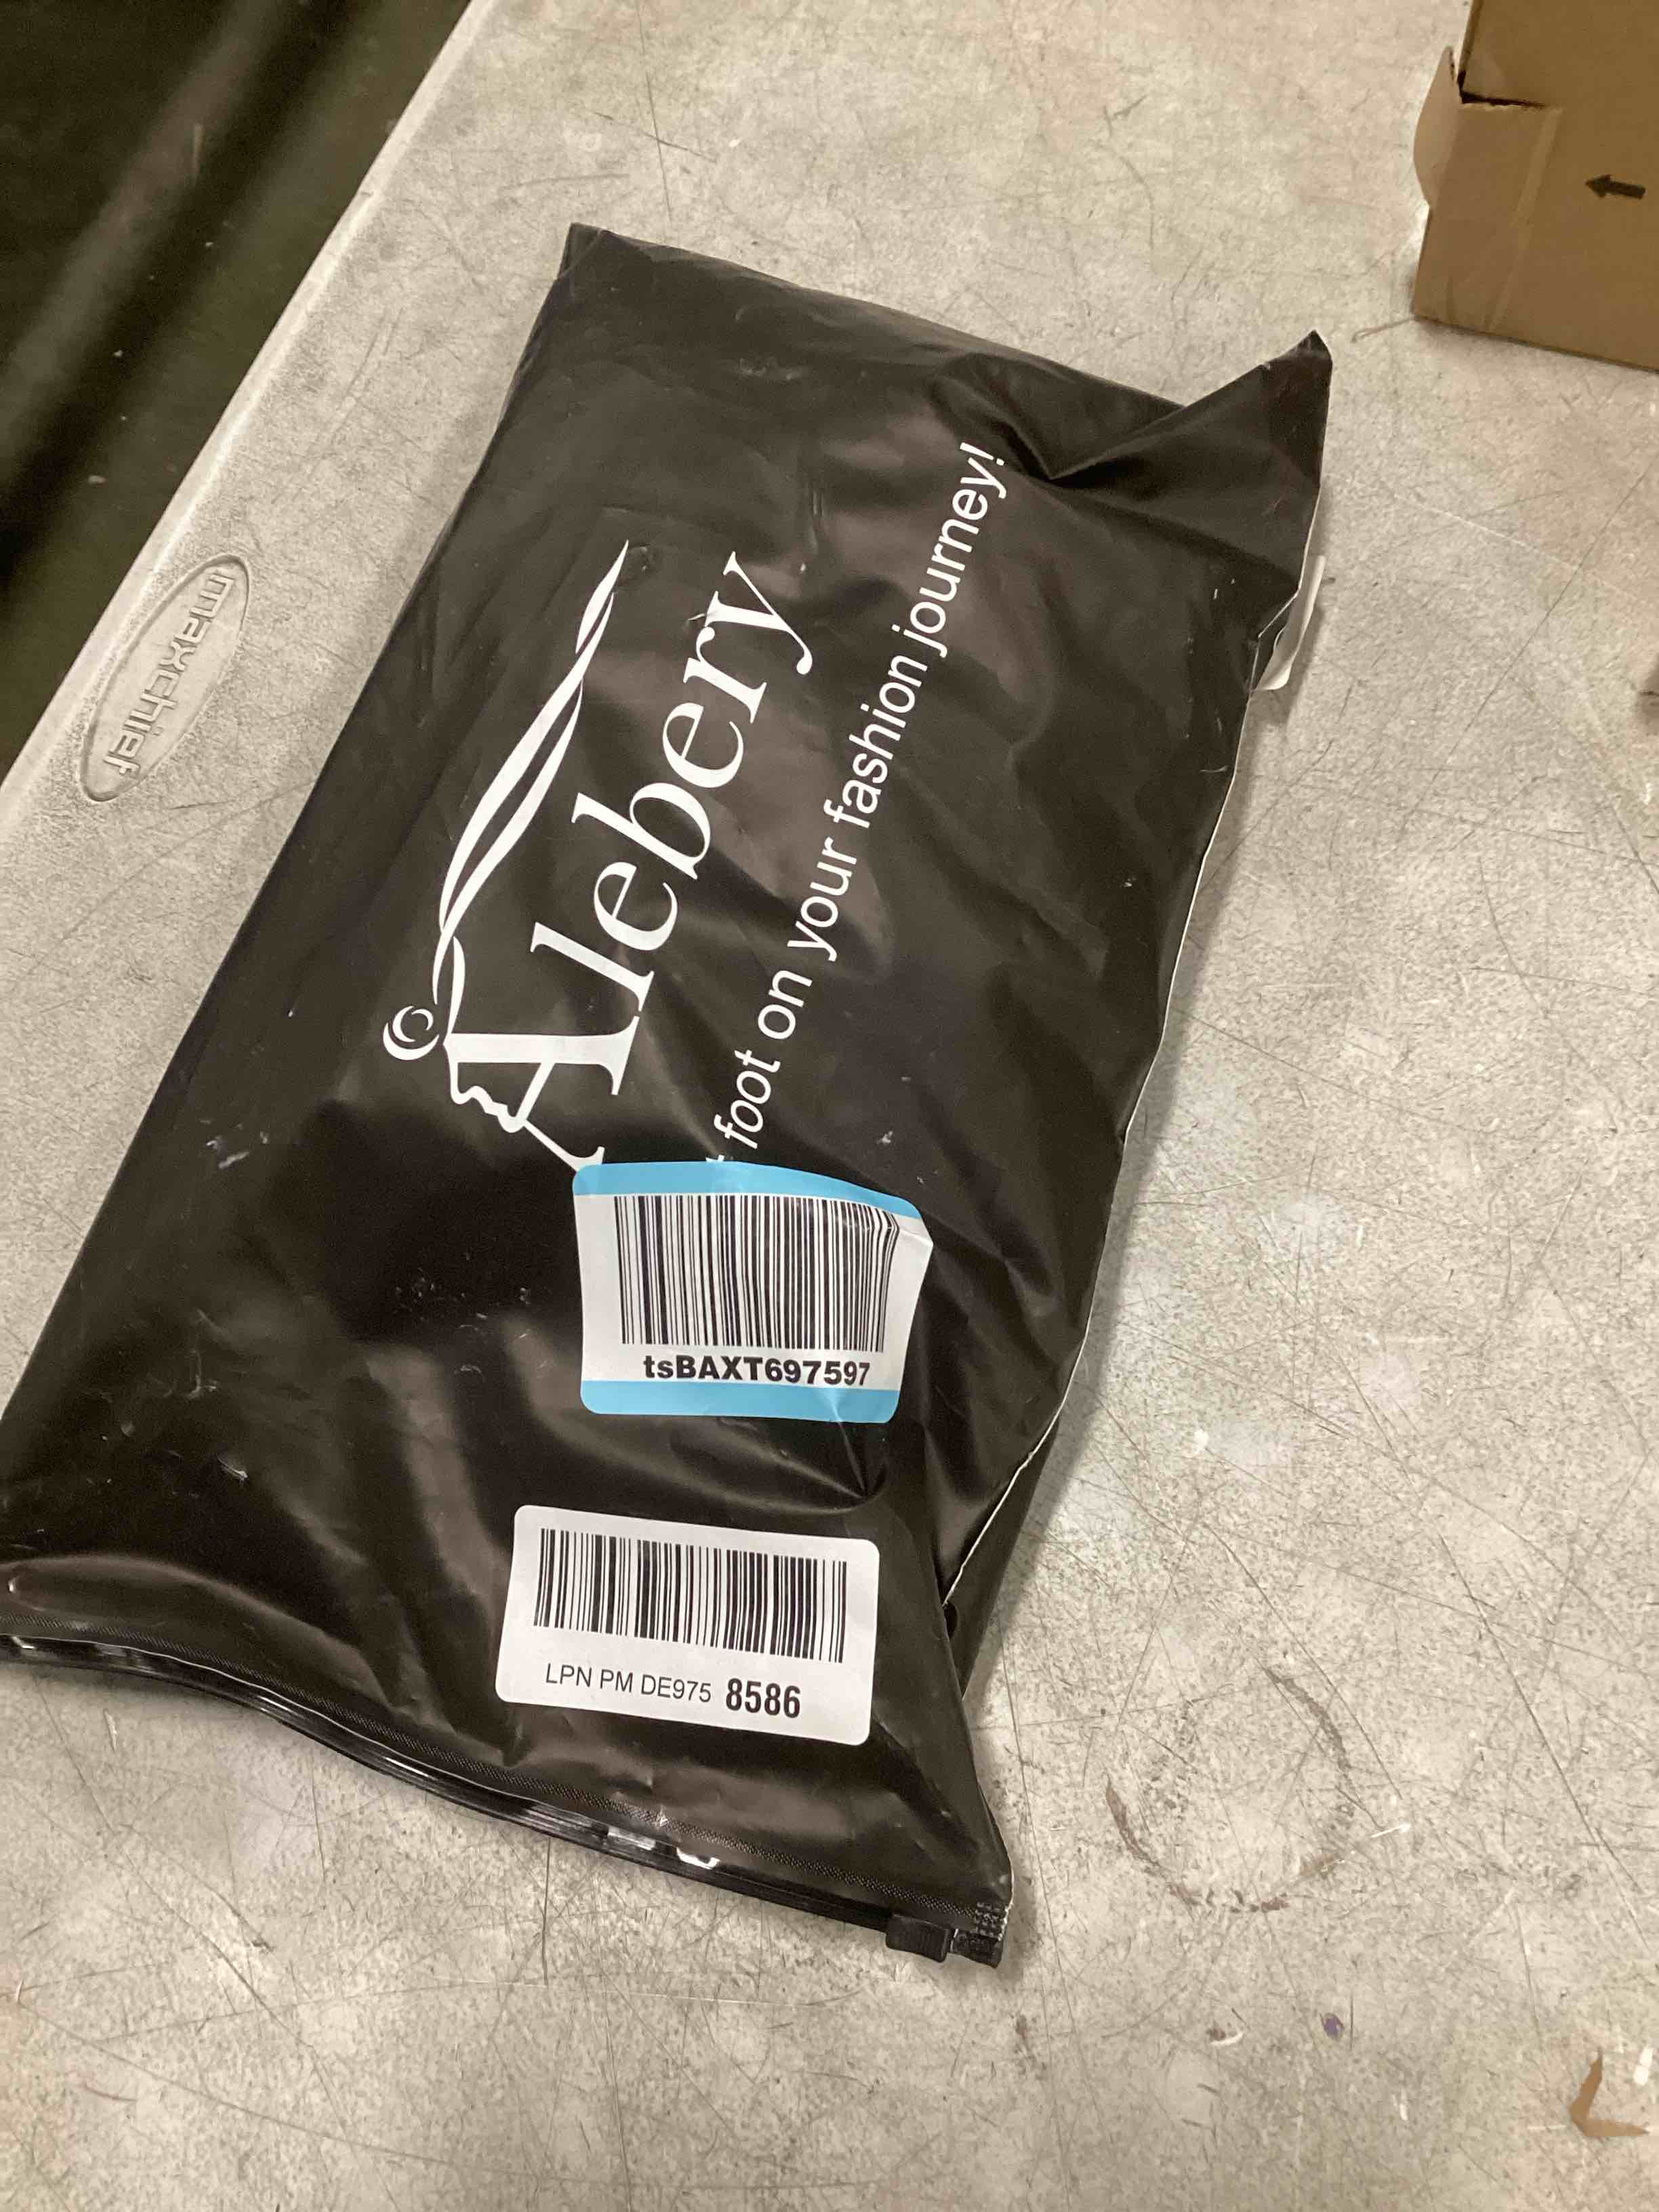 Alebery
foot on your fashion journey!
tsBAXT697597
LPN PM DE975 8586
maxchief